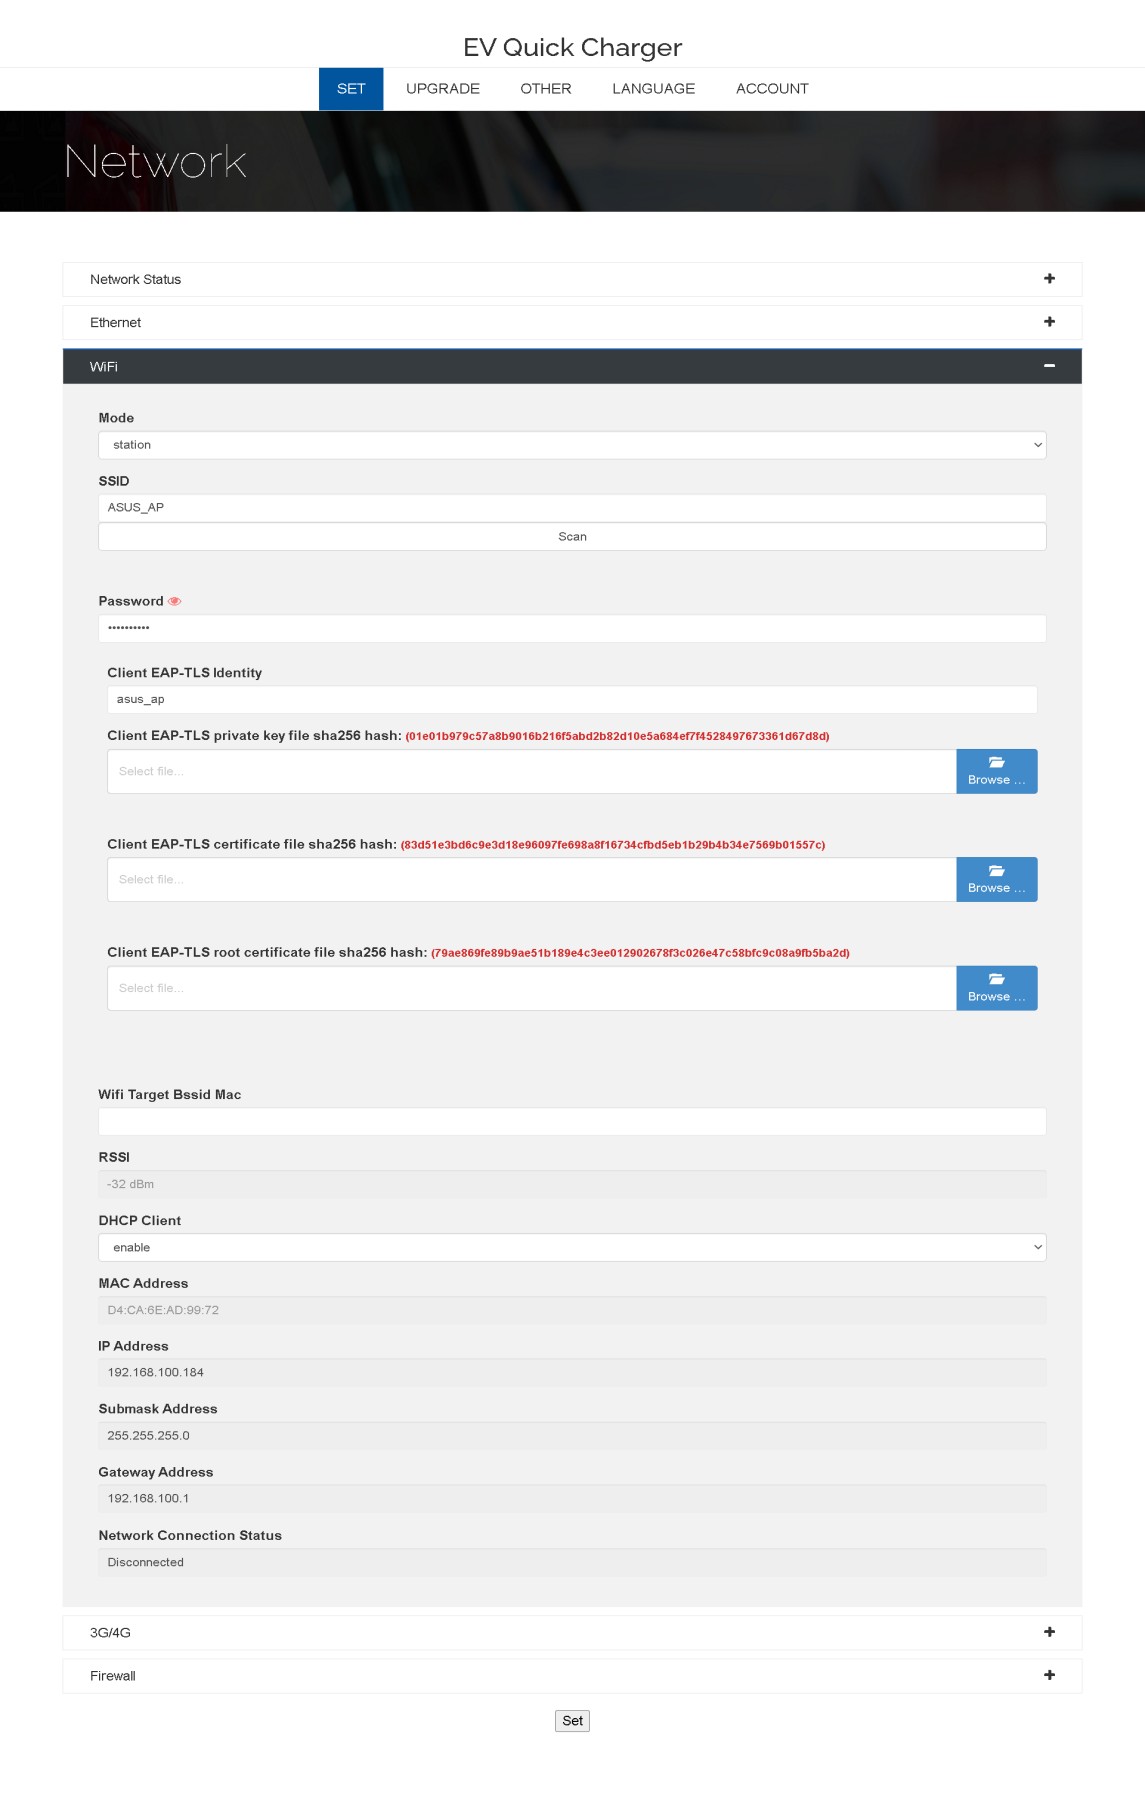 EV Quick Charger
SET UPGRADE OTHER LANGUAGE ACCOUNT
Network
Network Status
Ethernet
WiFi
Mode
station
SSID
ASUS_AP
Scan
Password
••••••••••
Client EAP-TLS Identity
asus_ap
Client EAP-TLS private key file sha256 hash: (01e01b979c57a8b9016b216f5abd2b82d10e5a684ef7f4528497673361d67d8d)
Select file...
Browse ...
Client EAP-TLS certificate file sha256 hash: (83d51e3bd6c9e3d18e96097fe698a8f16734cfbd5eb1b29b4b34e7569b01557c)
Select file...
Browse ...
Client EAP-TLS root certificate file sha256 hash: (79ae869fe89b9ae51b189e4c3ee012902678f3c026e47c58bfc9c08a9fb5ba2d)
Select file...
Browse ...
Wifi Target Bssid Mac
RSSI
-32 dBm
DHCP Client
enable
MAC Address
D4:CA:6E:AD:99:72
IP Address
192.168.100.184
Submask Address
255.255.255.0
Gateway Address
192.168.100.1
Network Connection Status
Disconnected
3G/4G
Firewall
Set